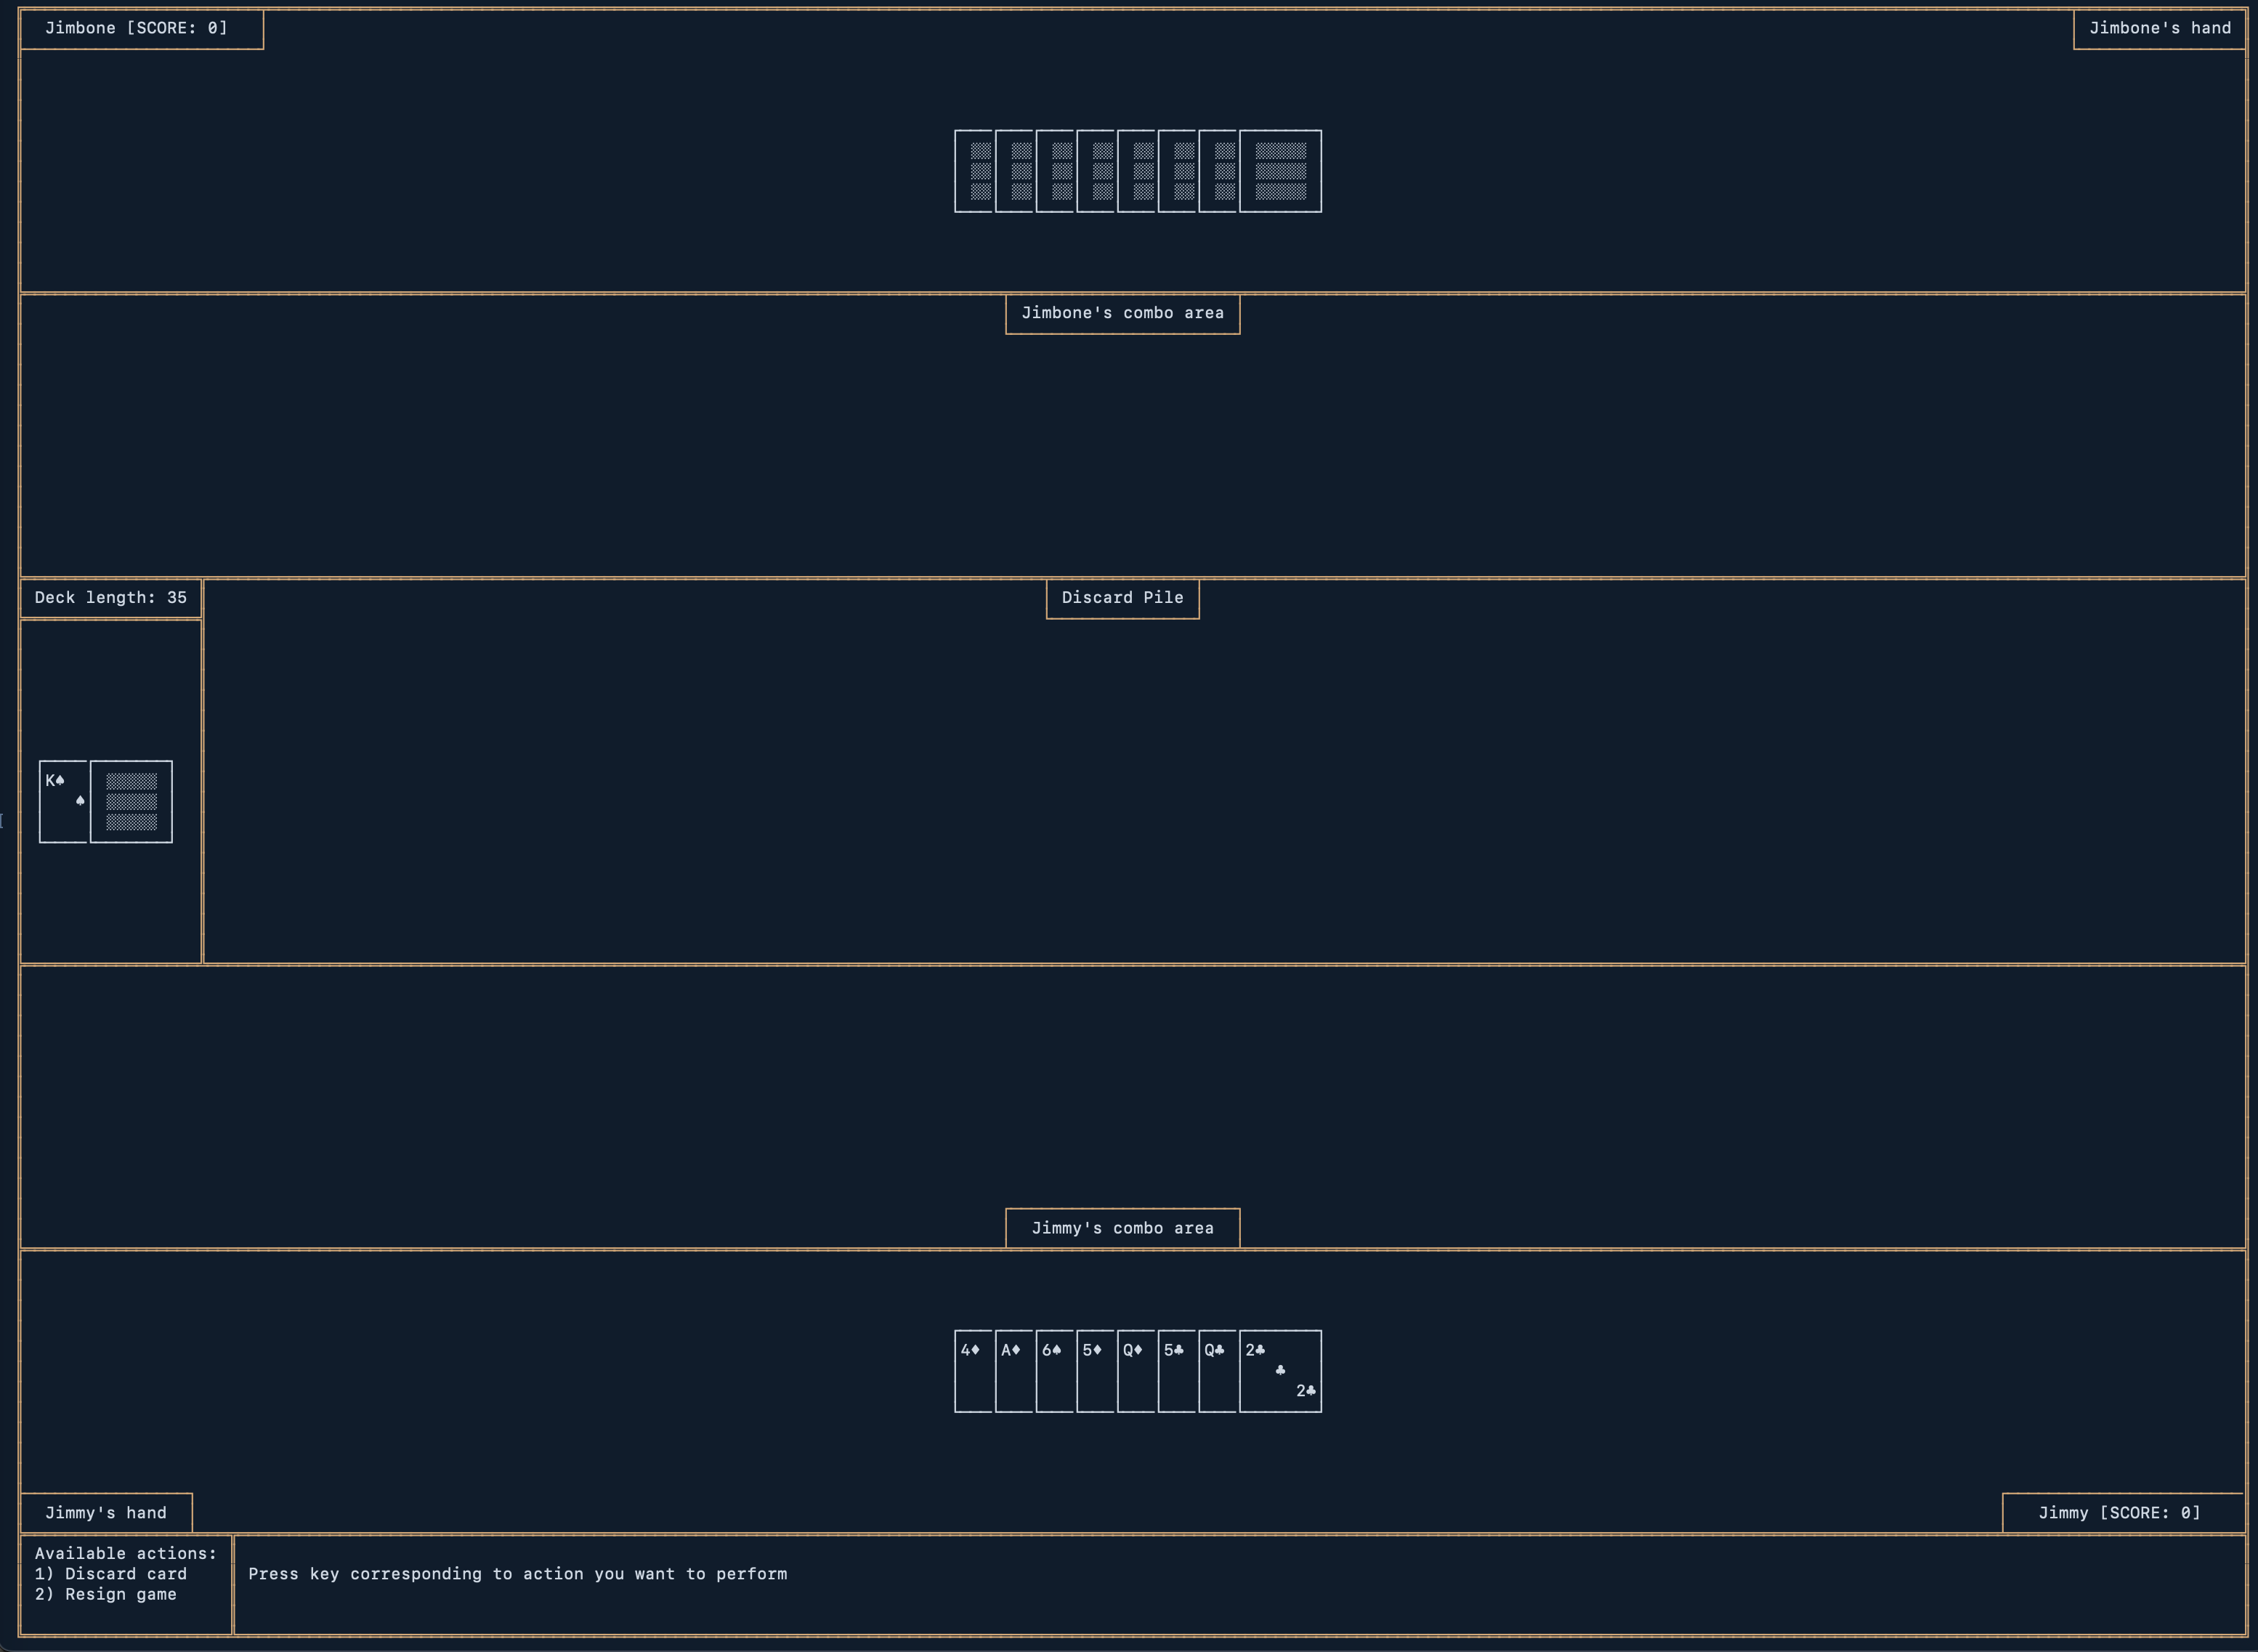 Jimbone [SCORE: 0]
Jimbone's hand
Jimbone's combo area
Deck length: 35
Discard Pile
K♠
♠
Jimmy's combo area
4♦ A♦ 6♠ 5♦ Q♦ 5♣ Q♣ 2♣
♣
2♣
Jimmy's hand
Jimmy [SCORE: 0]
Available actions:
1) Discard card
2) Resign game
Press key corresponding to action you want to perform